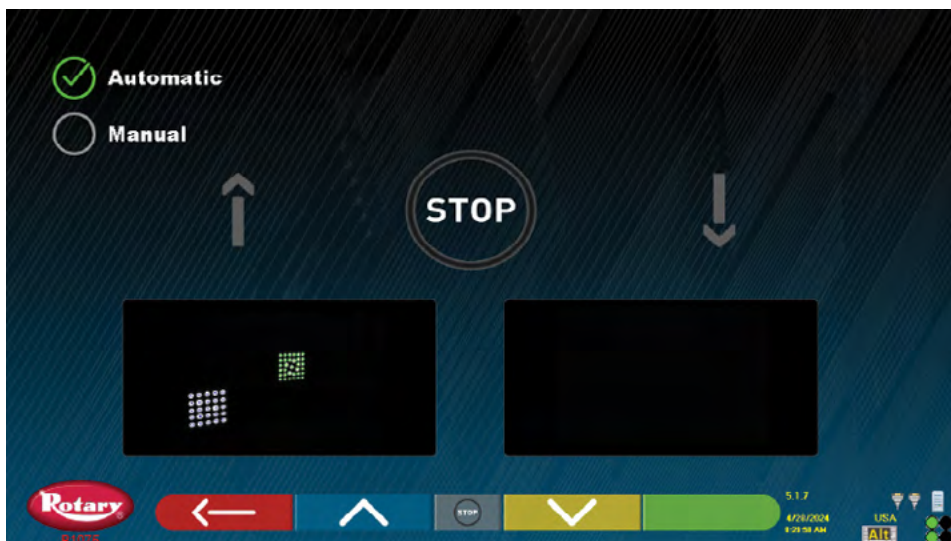 Automatic
Manual
STOP
Rotary
STOP
5.1.7
4/28/2024
USA
Alt